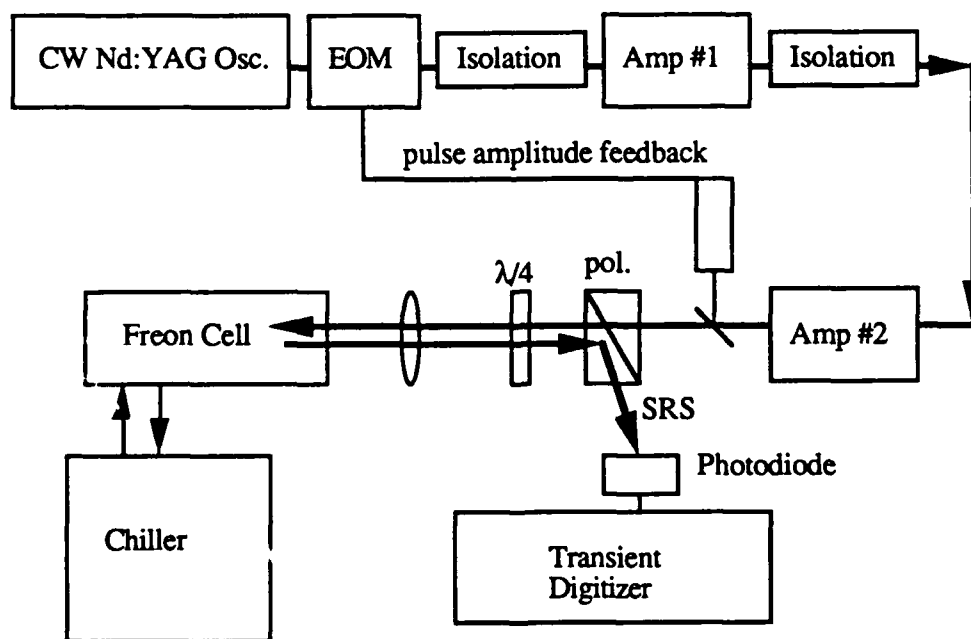 CW Nd:YAG Osc.
EOM
Isolation
Amp #1
Isolation
pulse amplitude feedback
λ/4
pol.
Freon Cell
Amp #2
SRS
Photodiode
Chiller
Transient
Digitizer